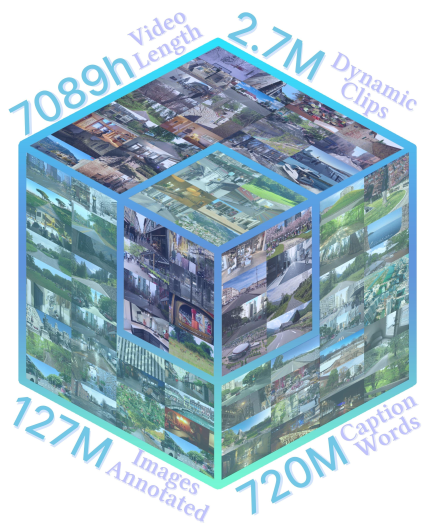 7089h
Video
Length
2.7M
Dynamic
Clips
127M
Images
Annotated
720M
Caption
Words